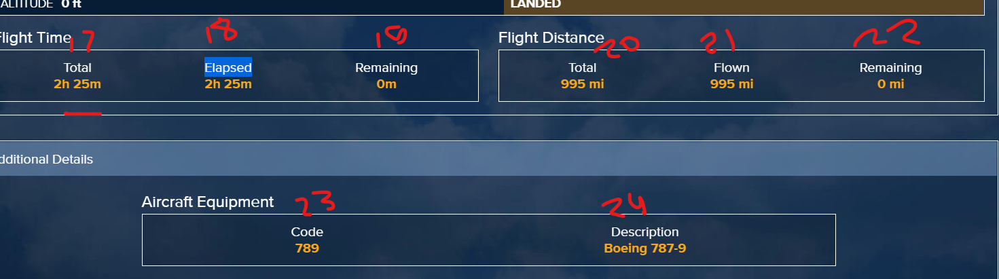 ALTITUDE 0 ft LANDED
Flight Time Flight Distance
17 18 19 20 21 22
Total Elapsed Remaining Total Flown Remaining
2h 25m 2h 25m 0m 995 mi 995 mi 0 mi
dditional Details
Aircraft Equipment 23 24
Code Description
789 Boeing 787-9